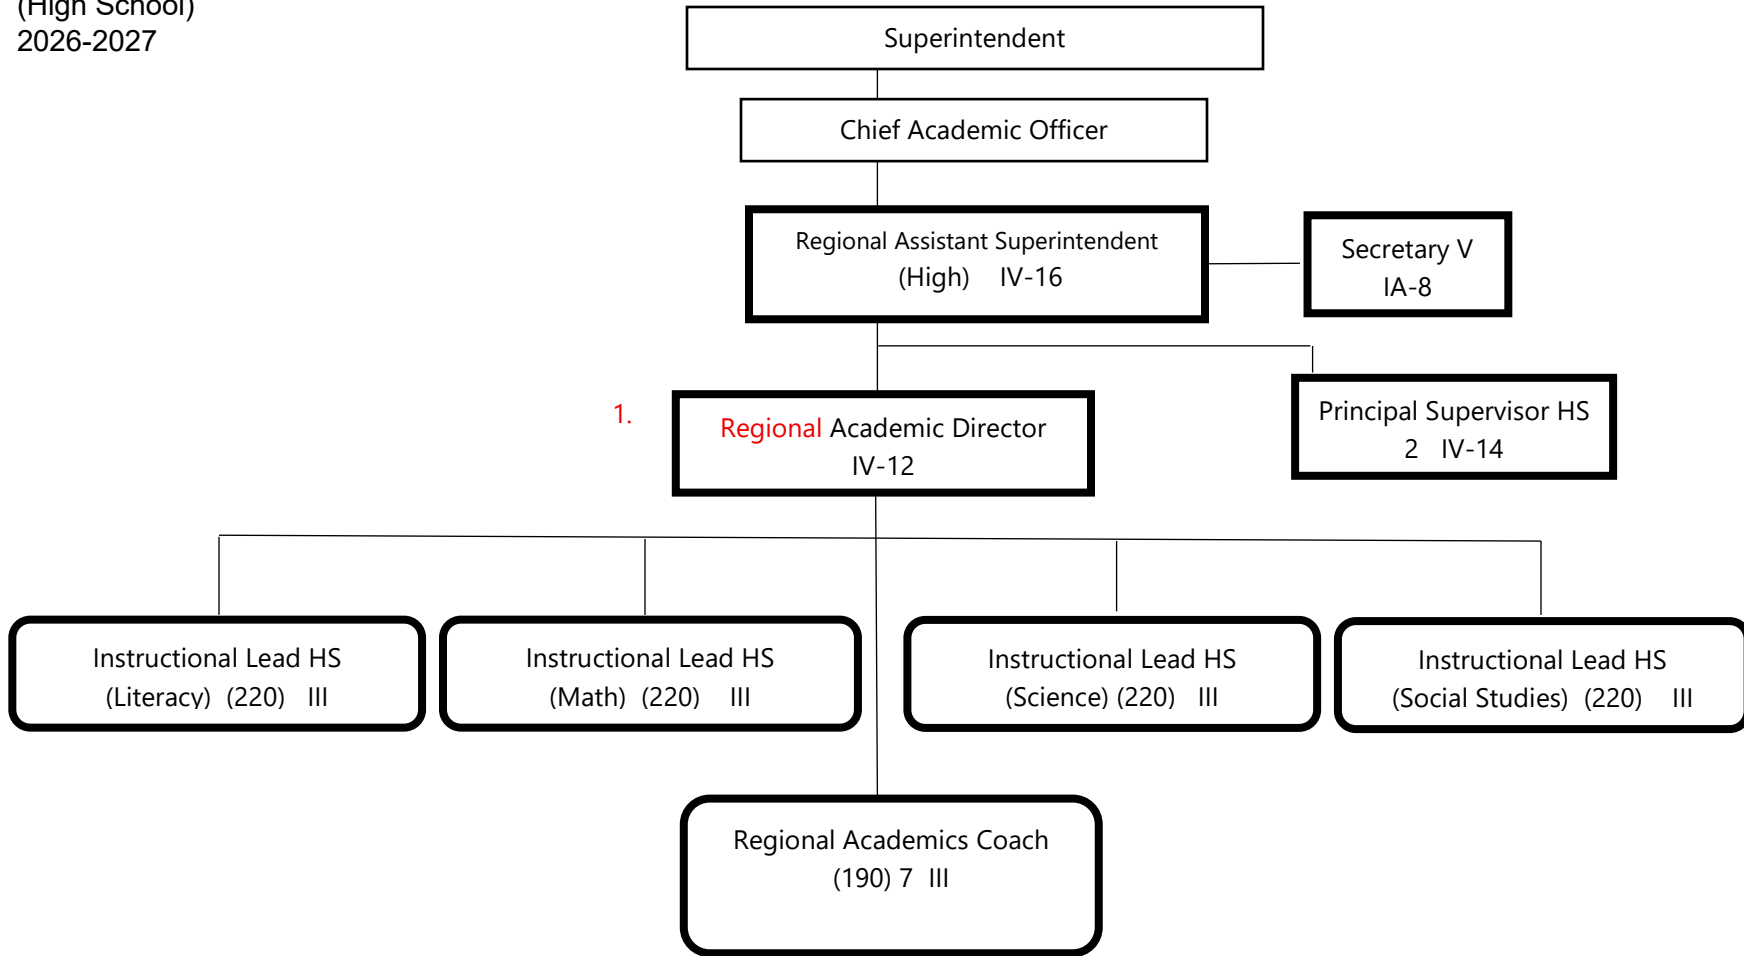 (High School)
2026-2027
Superintendent
Chief Academic Officer
Regional Assistant Superintendent
(High) IV-16
Secretary V
IA-8
1.
Regional Academic Director
IV-12
Principal Supervisor HS
2 IV-14
Instructional Lead HS
(Literacy) (220) III
Instructional Lead HS
(Math) (220) III
Instructional Lead HS
(Science) (220) III
Instructional Lead HS
(Social Studies) (220) III
Regional Academics Coach
(190) 7 III